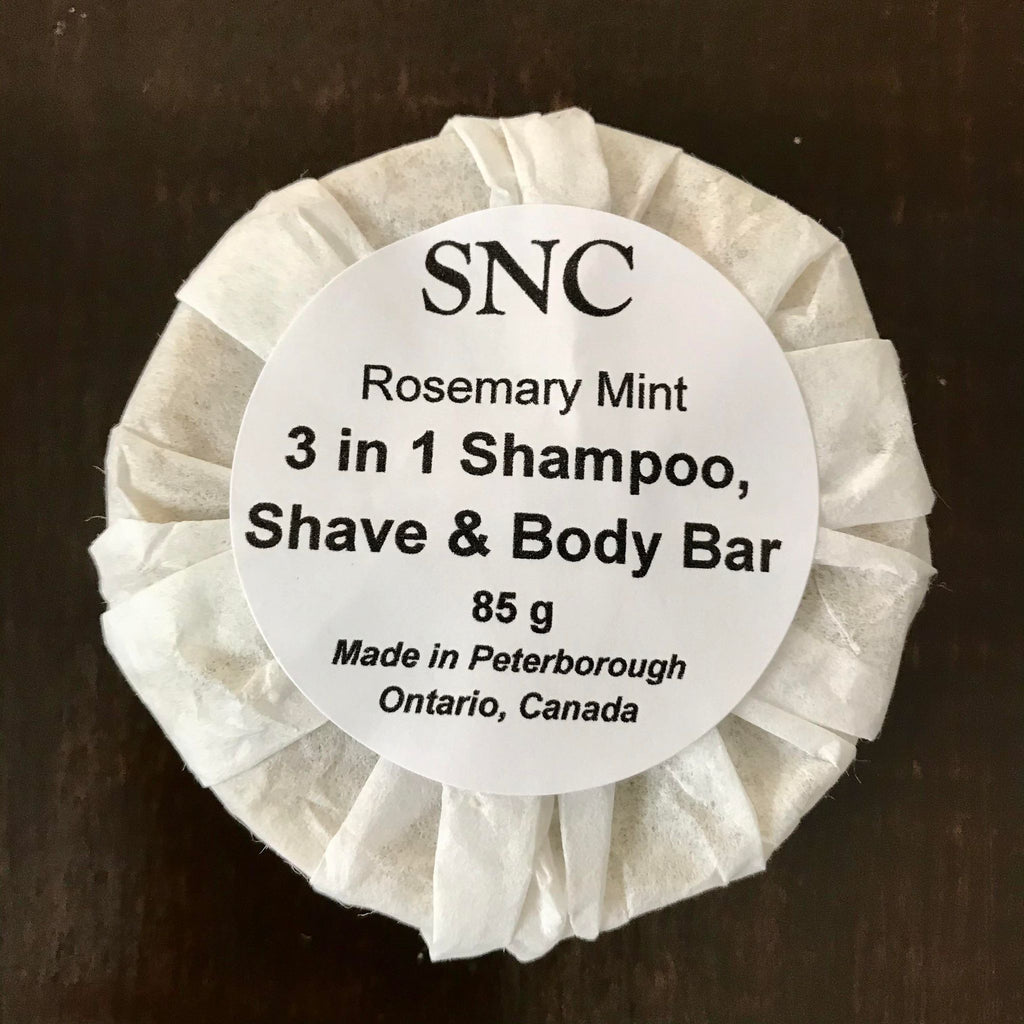 SNC
Rosemary Mint
3 in 1 Shampoo,
Shave & Body Bar
85 g
Made in Peterborough
Ontario, Canada